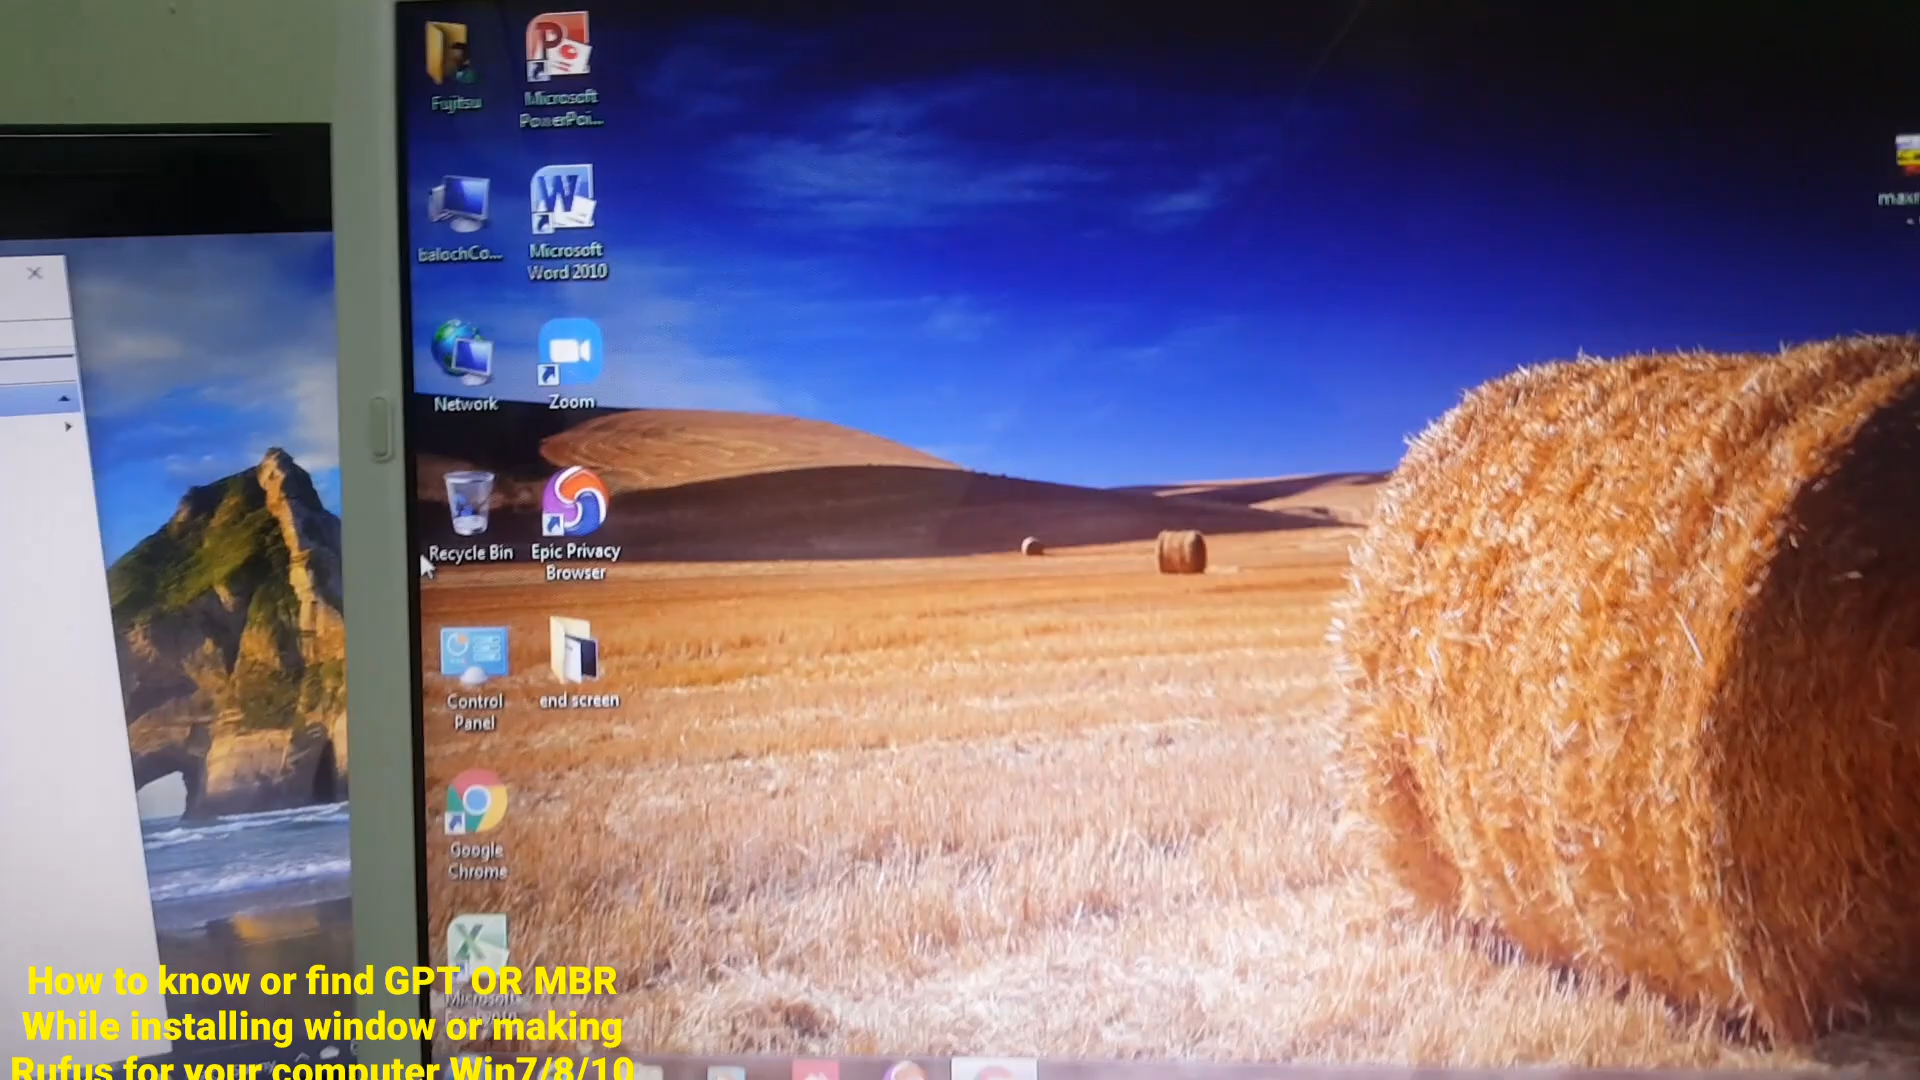 Fujitsu
Microsoft
PowerPoi...
balochCo...
Microsoft
Word 2010
Network
Zoom
Recycle Bin
Epic Privacy
Browser
Control
Panel
end screen
Google
Chrome
Microsoft
How to know or find GPT OR MBR
While installing window or making
Rufus for your computer Win7/8/10